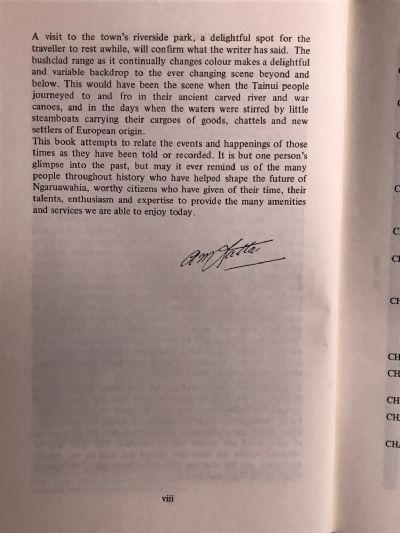 A visit to the town's riverside park, a delightful spot for the
traveller to rest awhile, will confirm what the writer has said. The
bushclad range as it continually changes colour makes a delightful
and variable backdrop to the ever changing scene beyond and
below. This would have been the scene when the Tainui people
journeyed to and fro in their ancient carved river and war
canoes, and in the days when the waters were stirred by little
steamboats carrying their cargoes of goods, chattels and new
settlers of European origin.
This book attempts to relate the events and happenings of those
times as they have been told or recorded. It is but one person's
glimpse into the past, but may it ever remind us of the many
people throughout history who have helped shape the future of
Ngaruawahia, worthy citizens who have given of their time, their
talents, enthusiasm and expertise to provide the many amenities
and services we are able to enjoy today.
viii
C
C
CH
CH
CH
CH
CH
CH
CHA